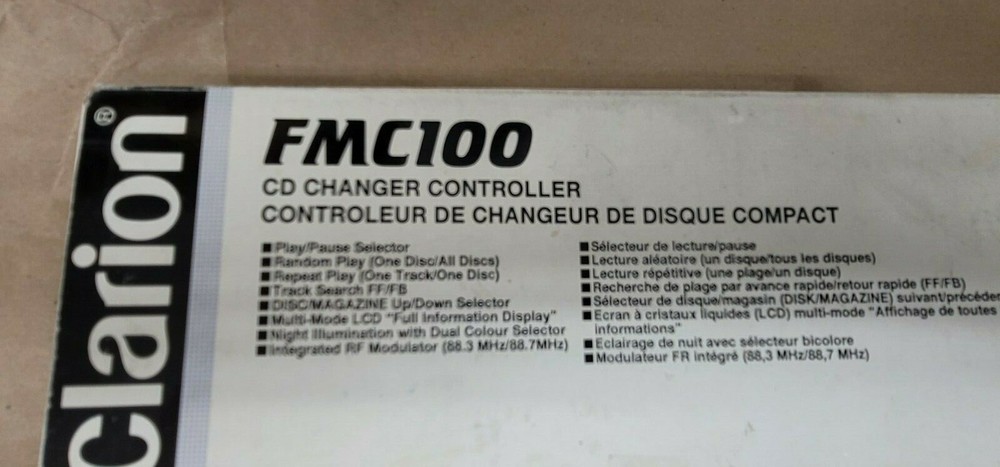 Clarion®
FMC100
CD CHANGER CONTROLLER
CONTROLEUR DE CHANGEUR DE DISQUE COMPACT
■ Play/Pause Selector
■ Random Play (One Disc/All Discs)
■ Repeat Play (One Track/One Disc)
■ Track Search FF/FB
■ DISC/MAGAZINE Up/Down Selector
■ Multi-Mode LCD "Full Information Display"
■ Night Illumination with Dual Colour Selector
■ Integrated RF Modulator (88.3 MHz/88.7MHz)
■ Sélecteur de lecture/pause
■ Lecture aléatoire (un disque/tous les disques)
■ Lecture répétitive (une plage/un disque)
■ Recherche de plage par avance rapide/retour rapide (FF/FB)
■ Sélecteur de disque/magasin (DISK/MAGAZINE) suivant/précéde
■ Ecran à cristaux liquides (LCD) multi-mode "Affichage de toutes
informations"
■ Eclairage de nuit avec sélecteur bicolore
■ Modulateur FR intégré (88,3 MHz/88,7 MHz)